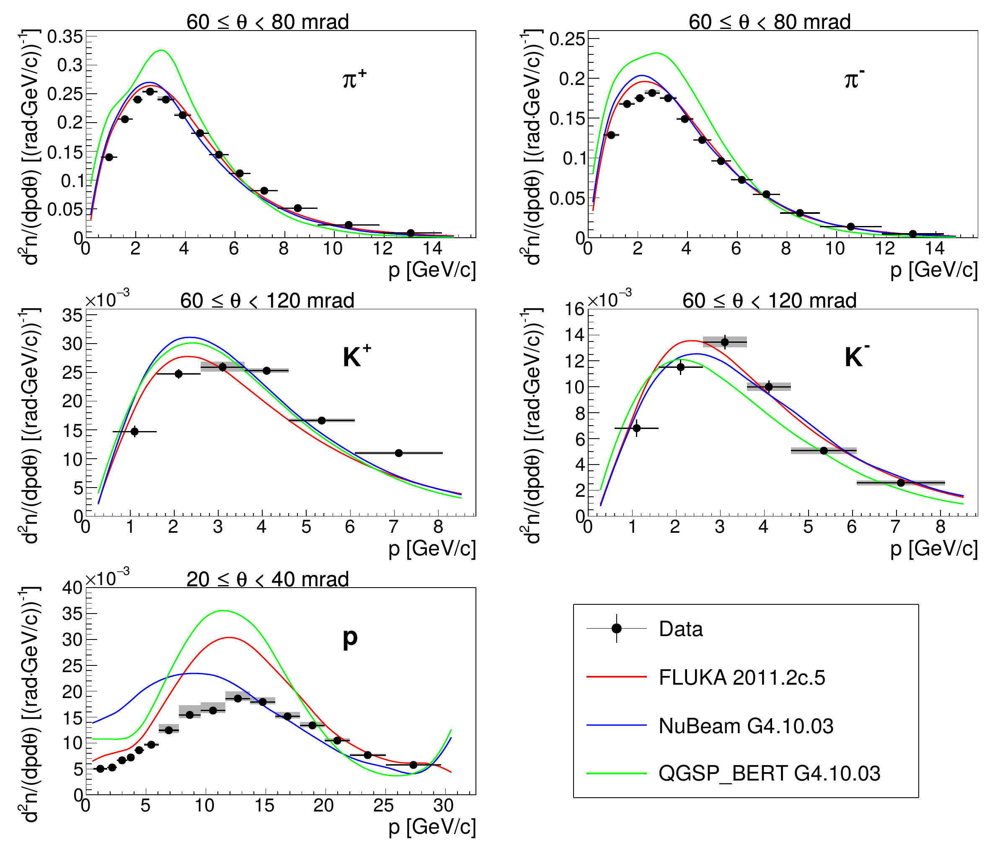 60 ≤ θ < 80 mrad
d²n/(dpdθ) [(rad·GeV/c))⁻¹]
0.35
0.3
0.25
0.2
0.15
0.1
0.05
0
π⁺
0 2 4 6 8 10 12 14
p [GeV/c]
60 ≤ θ < 80 mrad
d²n/(dpdθ) [(rad·GeV/c))⁻¹]
0.25
0.2
0.15
0.1
0.05
0
π⁻
0 2 4 6 8 10 12 14
p [GeV/c]
×10⁻³
60 ≤ θ < 120 mrad
d²n/(dpdθ) [(rad·GeV/c))⁻¹]
35
30
25
20
15
10
5
0
K⁺
0 1 2 3 4 5 6 7 8
p [GeV/c]
×10⁻³
60 ≤ θ < 120 mrad
d²n/(dpdθ) [(rad·GeV/c))⁻¹]
16
14
12
10
8
6
4
2
0
K⁻
0 1 2 3 4 5 6 7 8
p [GeV/c]
×10⁻³
20 ≤ θ < 40 mrad
d²n/(dpdθ) [(rad·GeV/c))⁻¹]
40
35
30
25
20
15
10
5
0
p
0 5 10 15 20 25 30
p [GeV/c]
Data
FLUKA 2011.2c.5
NuBeam G4.10.03
QGSP_BERT G4.10.03